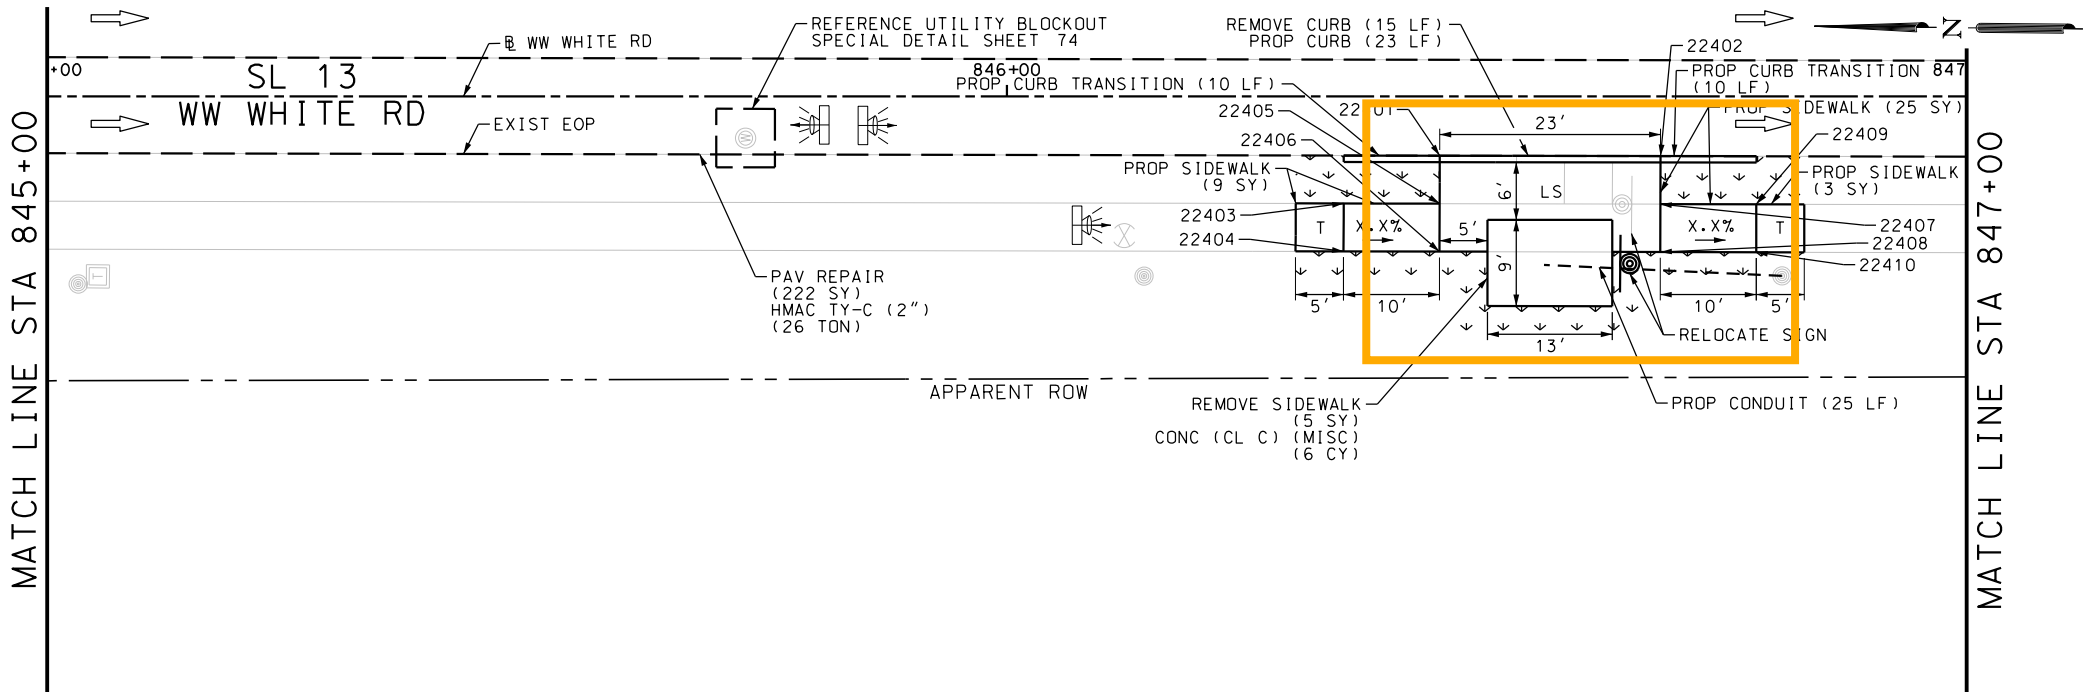 REFERENCE UTILITY BLOCKOUT
SPECIAL DETAIL SHEET 74
REMOVE CURB (15 LF)
PROP CURB (23 LF)
N
℄ WW WHITE RD
22402
+00
SL 13
846+00
PROP CURB TRANSITION 847
(10 LF)
PROP CURB TRANSITION (10 LF)
WW WHITE RD
22405
PROP SIDEWALK (25 SY)
EXIST EOP
23'
22409
22406
PROP SIDEWALK
(9 SY)
PROP SIDEWALK
(3 SY)
6'
LS
22403
T
X.X%
5'
X.X%
T
22407
22404
22408
9'
22410
T
PAV REPAIR
(222 SY)
HMAC TY-C (2")
(26 TON)
5'
10'
10'
5'
13'
RELOCATE SIGN
APPARENT ROW
REMOVE SIDEWALK
(5 SY)
CONC (CL C) (MISC)
(6 CY)
PROP CONDUIT (25 LF)
MATCH LINE STA 845+00
MATCH LINE STA 847+00